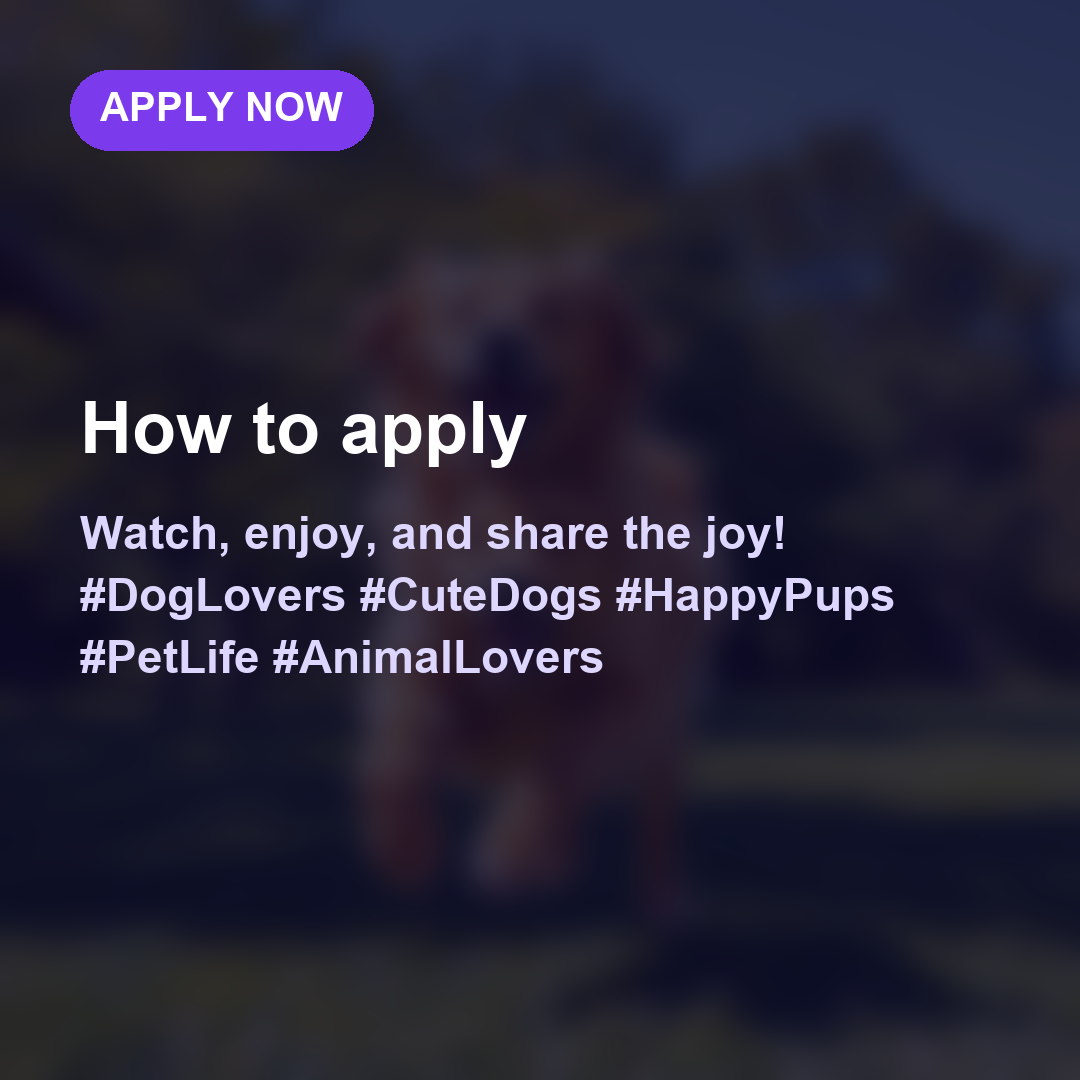 APPLY NOW
How to apply
Watch, enjoy, and share the joy!
#DogLovers #CuteDogs #HappyPups
#PetLife #AnimalLovers